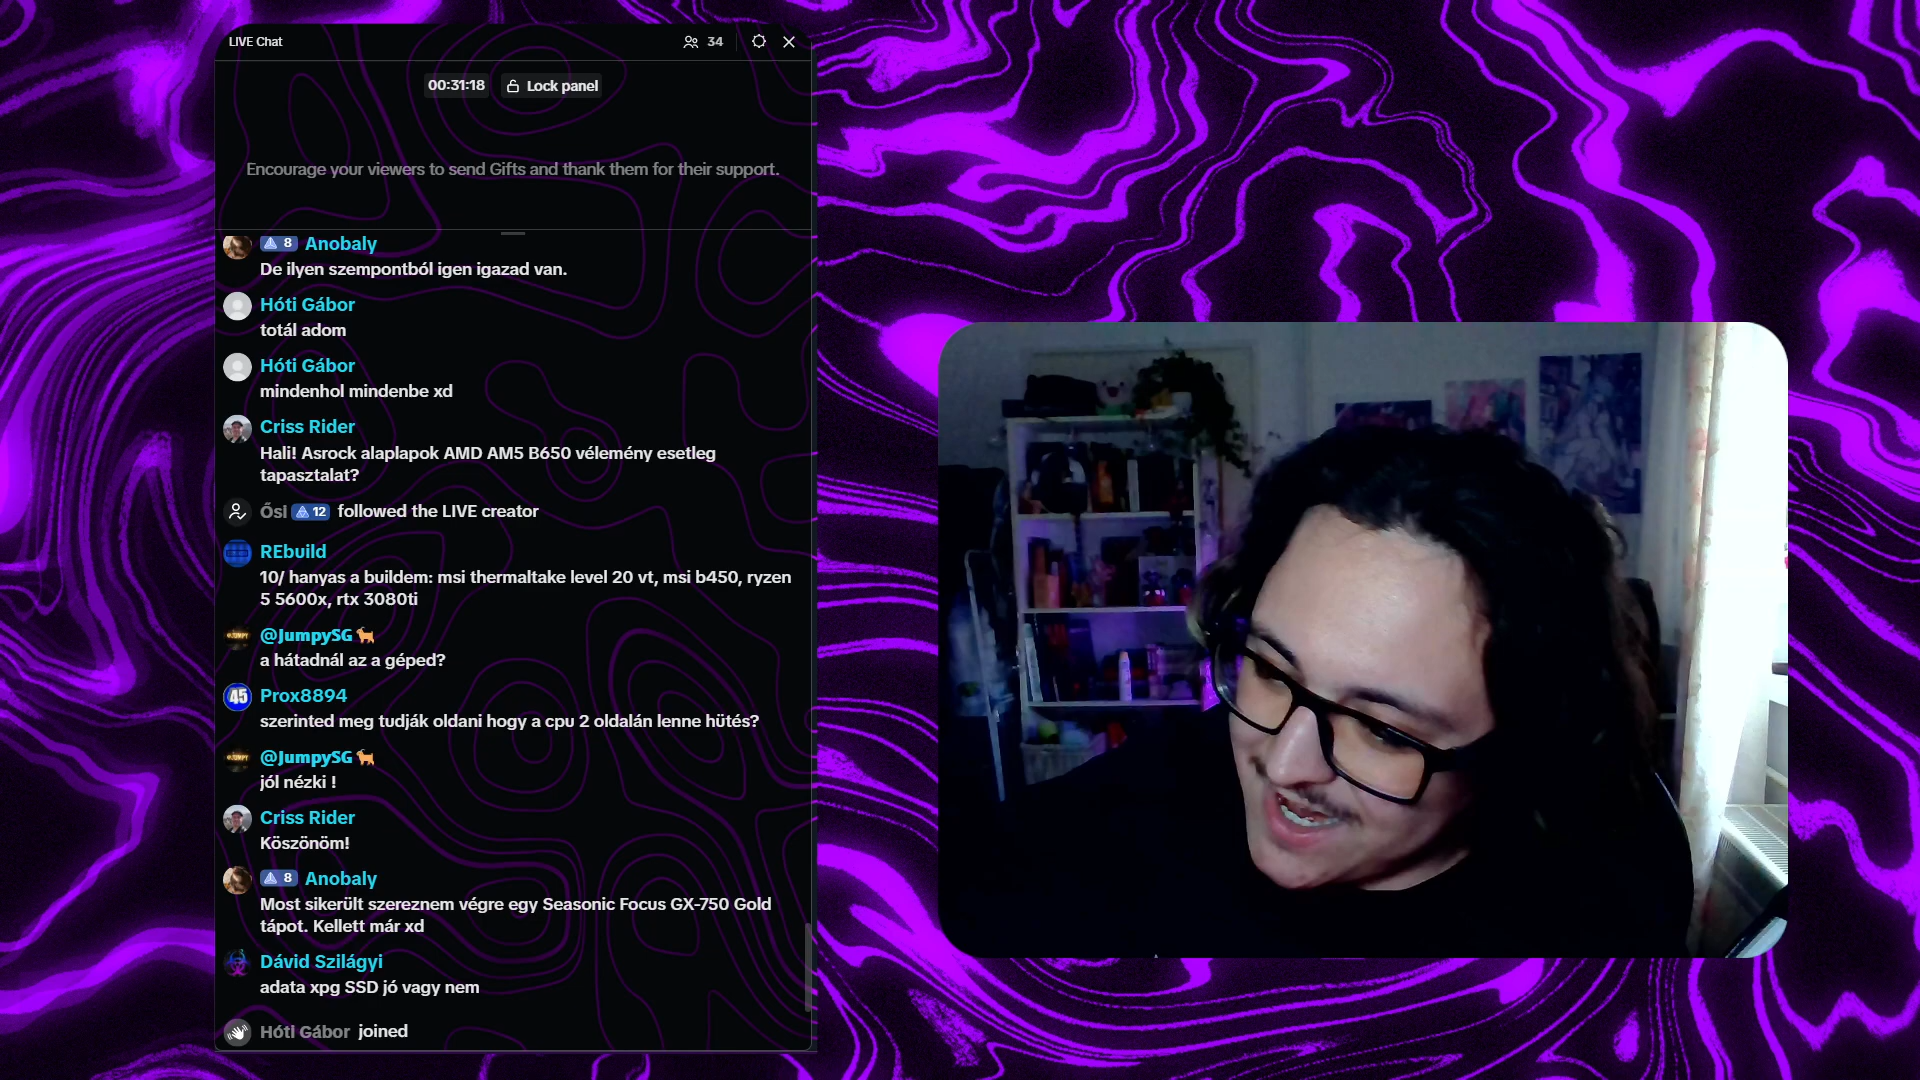 LIVE Chat
34
00:31:18
Lock panel
Encourage your viewers to send Gifts and thank them for their support.
8 Anobaly
De ilyen szempontból igen igazad van.
Hóti Gábor
totál adom
Hóti Gábor
mindenhol mindenbe xd
Criss Rider
Hali! Asrock alaplapok AMD AM5 B650 vélemény esetleg
tapasztalat?
Ősi 12 followed the LIVE creator
REbuild
10/ hanyas a buildem: msi thermaltake level 20 vt, msi b450, ryzen
5 5600x, rtx 3080ti
@JumpySG
a hátadnál az a géped?
45
Prox8894
szerinted meg tudják oldani hogy a cpu 2 oldalán lenne hütés?
@JumpySG
jól nézki !
Criss Rider
Köszönöm!
8 Anobaly
Most sikerült szereznem végre egy Seasonic Focus GX-750 Gold
tápot. Kellett már xd
Dávid Szilágyi
adata xpg SSD jó vagy nem
Hóti Gábor joined